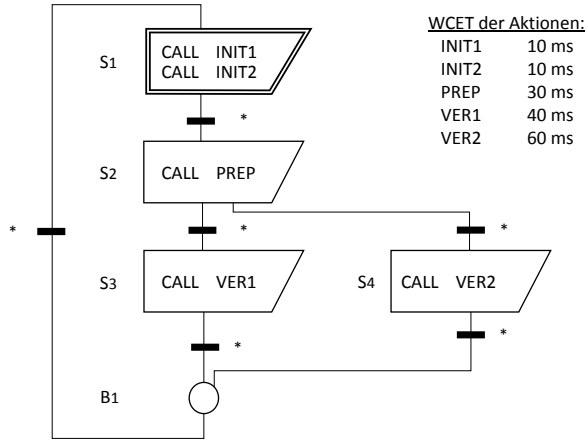 WCET der Aktionen:
S1
CALL INIT1
CALL INIT2
INIT1 10 ms
INIT2 10 ms
PREP 30 ms
VER1 40 ms
VER2 60 ms
*
S2
CALL PREP
*
*
*
S3
CALL VER1
S4
CALL VER2
*
*
B1